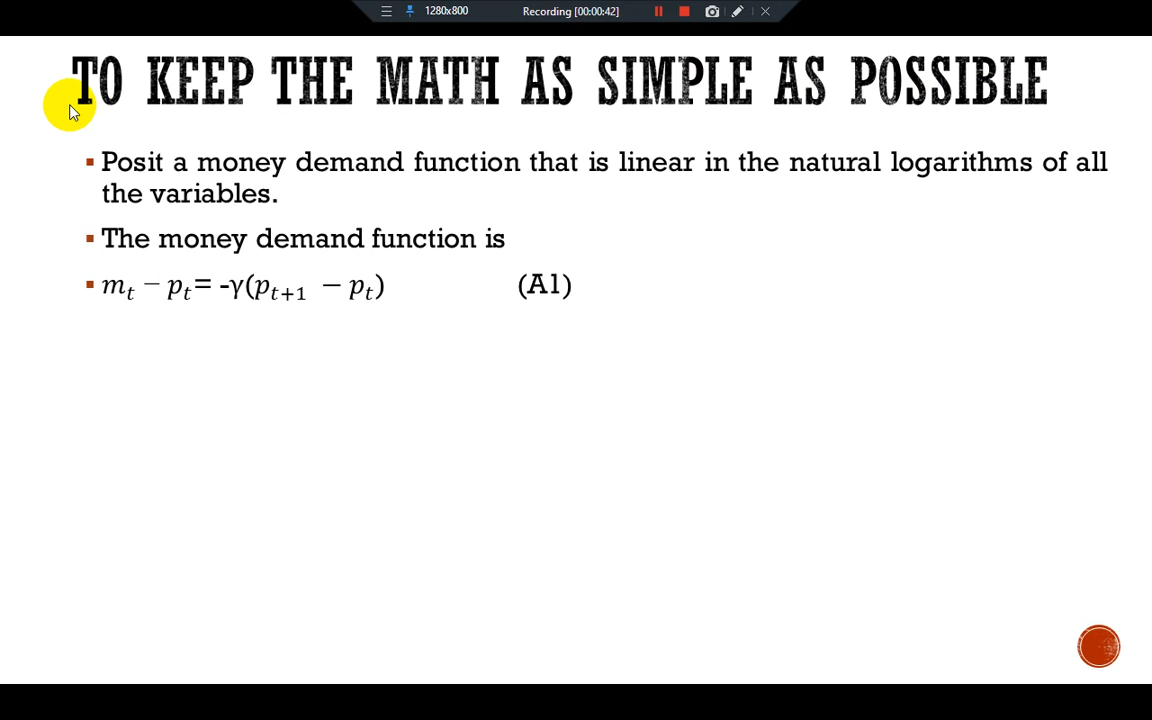 1280x800 Recording [00:00:42]
TO KEEP THE MATH AS SIMPLE AS POSSIBLE
▪ Posit a money demand function that is linear in the natural logarithms of all
the variables.
▪ The money demand function is
▪ 𝑚ₜ − 𝑝ₜ= -γ(𝑝ₜ₊₁ − 𝑝ₜ) (A1)